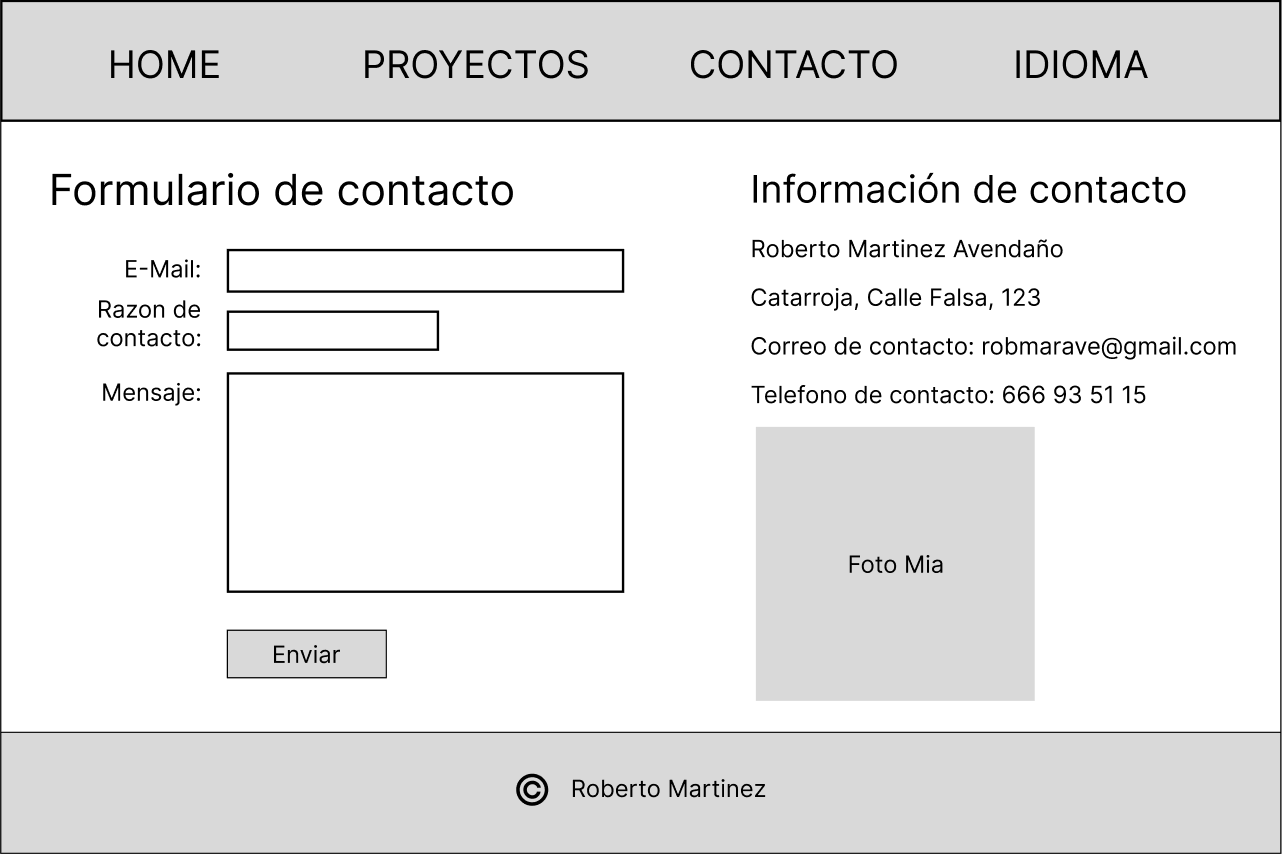 HOME
PROYECTOS
CONTACTO
IDIOMA
Formulario de contacto
E-Mail:
Razon de
contacto:
Mensaje:
Enviar
Información de contacto
Roberto Martinez Avendaño
Catarroja, Calle Falsa, 123
Correo de contacto: robmarave@gmail.com
Telefono de contacto: 666 93 51 15
Foto Mia
© Roberto Martinez